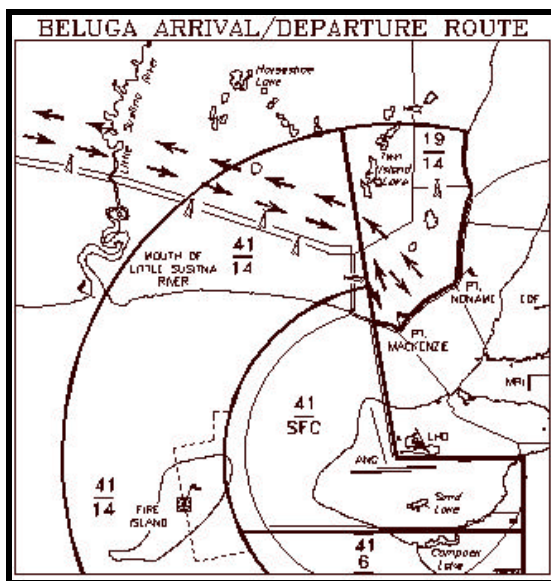 BELUGA ARRIVAL/DEPARTURE ROUTE
Horseshoe
Lake
Little Susitna River
19
14
Twin
Island
Lake
41
14
MOUTH OF
LITTLE SUSITNA
RIVER
PT.
NONAME
EDF
PT.
MACKENZIE
MRI
41
SFC
LHD
ANC
41
14
FIRE
ISLAND
Sand
Lake
41
6
Campbell
Lake